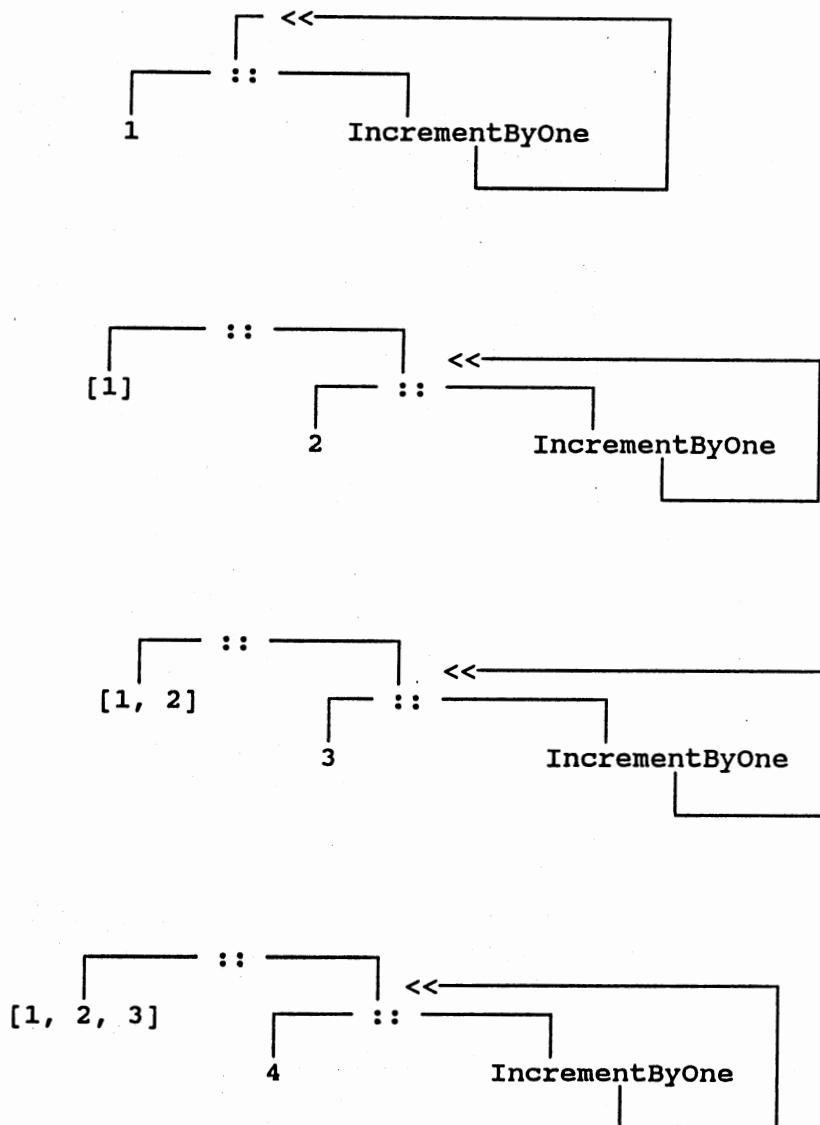 <<
::
1 IncrementByOne
::
<<
[1] ::
2 IncrementByOne
::
<<
[1, 2] ::
3 IncrementByOne
::
<<
[1, 2, 3] ::
4 IncrementByOne